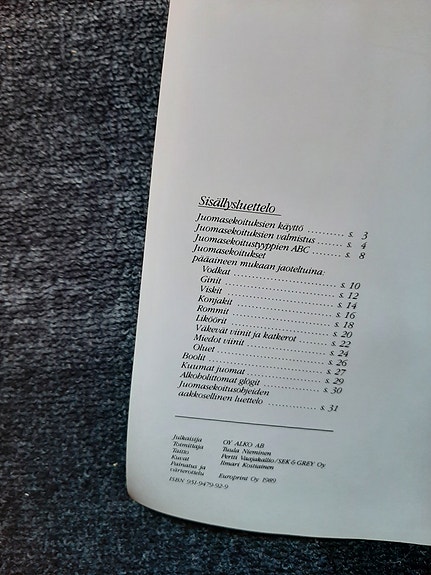 Sisällysluettelo
Juomasekoituksien käyttö .......... s. 3
Juomasekoituksien valmistus ....... s. 4
Juomasekoitustyyppien ABC ........ s. 8
Juomasekoitukset
pääaineen mukaan jaoteltuina:
Vodkat ............................ s. 10
Ginit ............................. s. 12
Viskit ............................ s. 14
Konjakit .......................... s. 16
Rommit ............................ s. 18
Liköörit .......................... s. 20
Väkevät viinit ja katkerot ........ s. 22
Miedot viinit ..................... s. 24
Oluet ............................. s. 26
Boolit ............................ s. 27
Kuumat juomat ..................... s. 29
Alkoholittomat glögit ............. s. 30
Juomasekoitusohjeiden
aakkosellinen luettelo ............ s. 31
Julkaisija OY ALKO AB
Toimittaja Tuula Nieminen
Taitto Pertti Vaajakallio/SEK & GREY Oy
Kuvat Ilmari Kostiainen
Painatus ja
värierottelu Europrint Oy 1989
ISBN 951-9479-92-9